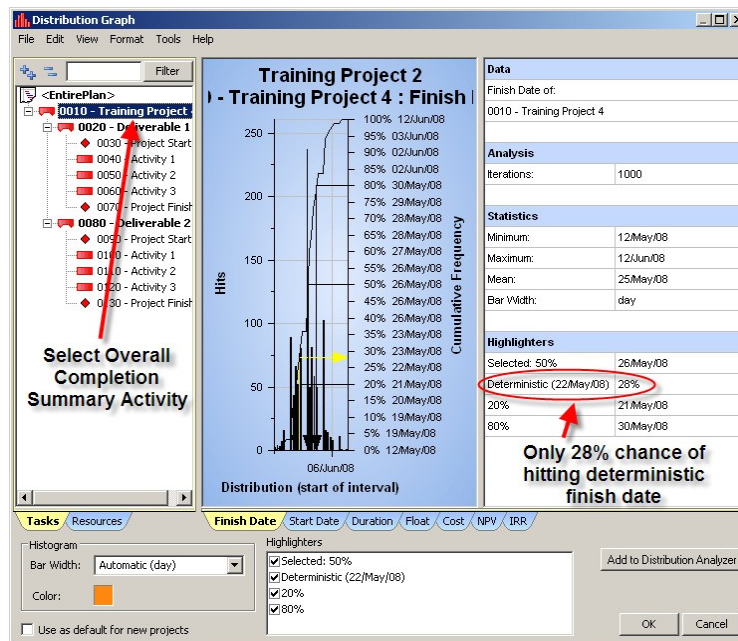 Distribution Graph
File Edit View Format Tools Help
Filter
<EntirePlan>
0010 - Training Project 4
0020 - Deliverable 1
0030 - Project Start
0040 - Activity 1
0050 - Activity 2
0060 - Activity 3
0070 - Project Finish
0080 - Deliverable 2
0090 - Project Start
0100 - Activity 1
0110 - Activity 2
0120 - Activity 3
0130 - Project Finish
Select Overall
Completion
Summary Activity
Training Project 2
) - Training Project 4 : Finish
Hits
250
200
150
100
50
0
100% 12/Jun/08
95% 03/Jun/08
90% 02/Jun/08
85% 02/Jun/08
80% 30/May/08
75% 29/May/08
70% 28/May/08
65% 28/May/08
60% 27/May/08
55% 26/May/08
50% 26/May/08
45% 26/May/08
40% 26/May/08
35% 23/May/08
30% 23/May/08
25% 22/May/08
20% 21/May/08
15% 20/May/08
10% 19/May/08
5% 19/May/08
0% 12/May/08
Cumulative Frequency
06/Jun/08
Distribution (start of interval)
Data
Finish Date of:
0010 - Training Project 4
Analysis
Iterations: 1000
Statistics
Minimum: 12/May/08
Maximum: 12/Jun/08
Mean: 25/May/08
Bar Width: day
Highlighters
Selected: 50% 26/May/08
Deterministic (22/May/08) 28%
20% 21/May/08
80% 30/May/08
Only 28% chance of
hitting deterministic
finish date
Tasks Resources
Finish Date Start Date Duration Float Cost NPV IRR
Histogram
Bar Width: Automatic (day)
Color:
Use as default for new projects
Highlighters
Selected: 50%
Deterministic (22/May/08)
20%
80%
Add to Distribution Analyzer
OK Cancel